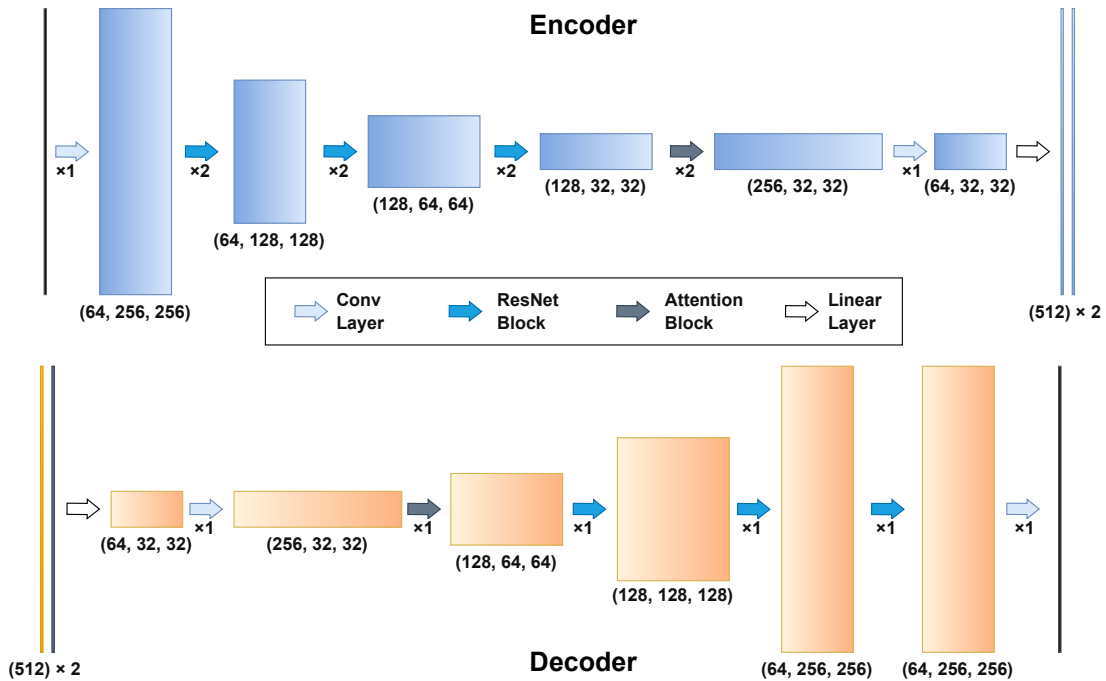 Encoder
×1
×2
×2
×2
×2
×1
(64, 256, 256)
(64, 128, 128)
(128, 64, 64)
(128, 32, 32)
(256, 32, 32)
(64, 32, 32)
(512) × 2
Conv
Layer
ResNet
Block
Attention
Block
Linear
Layer
(512) × 2
(64, 32, 32)
×1
(256, 32, 32)
×1
(128, 64, 64)
×1
(128, 128, 128)
×1
(64, 256, 256)
×1
(64, 256, 256)
×1
Decoder